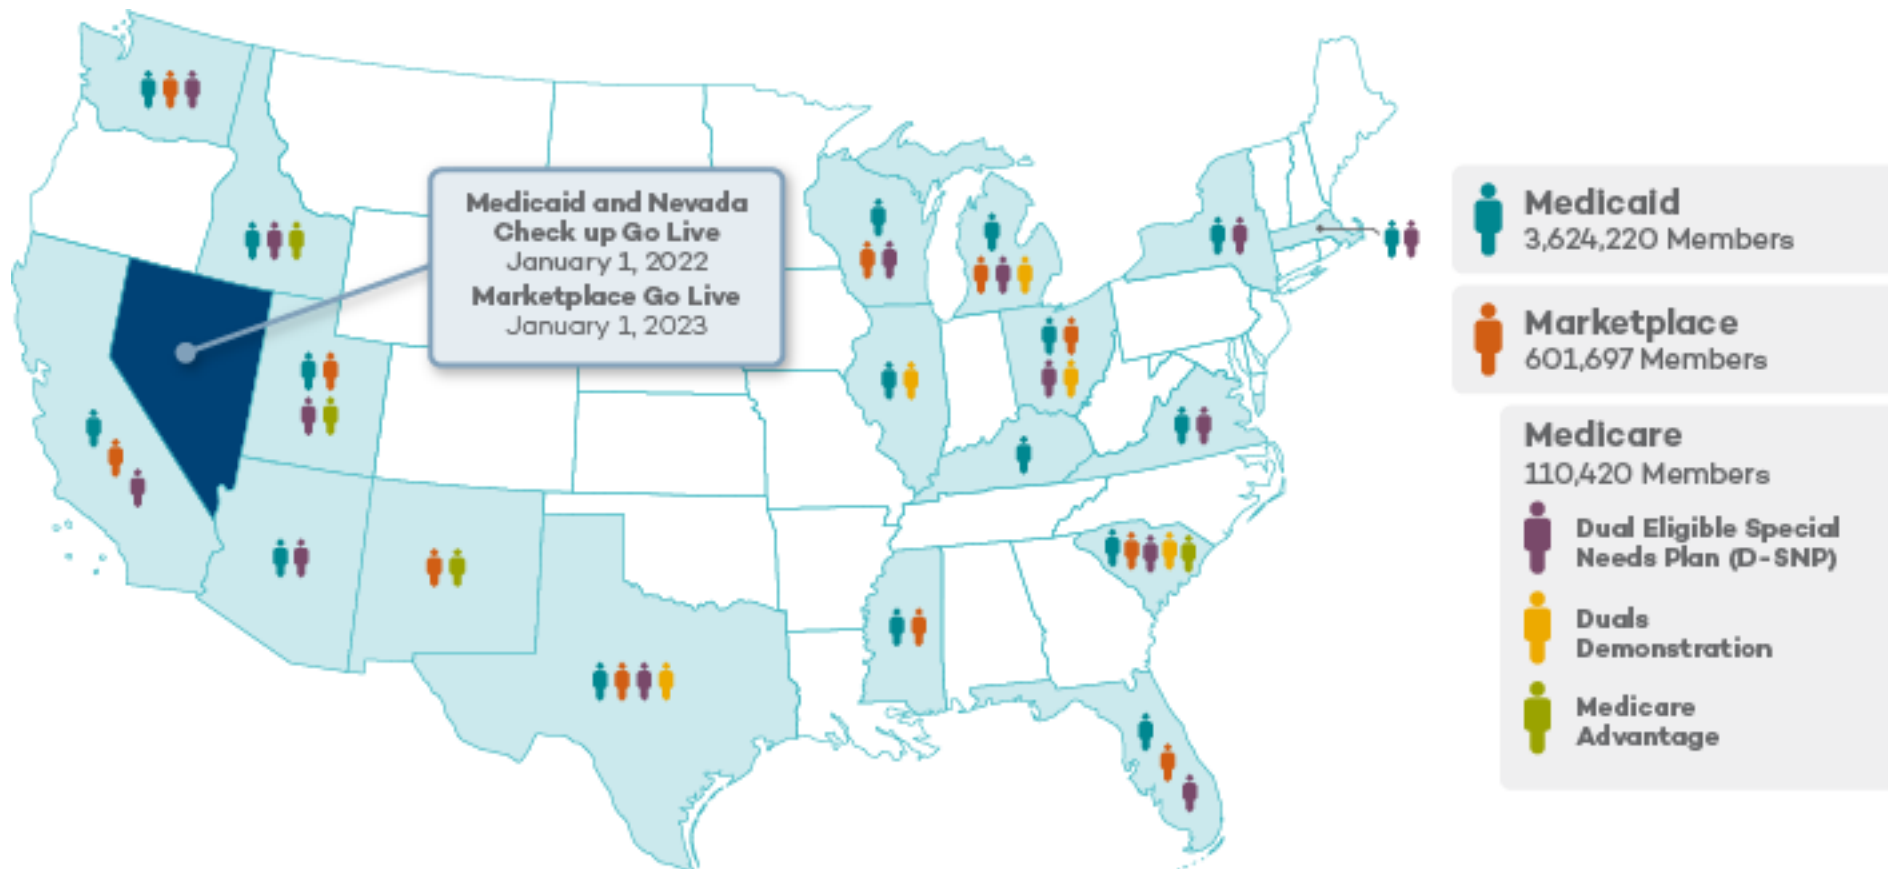 Medicaid and Nevada
Check up Go Live
January 1, 2022
Marketplace Go Live
January 1, 2023
Medicaid
3,624,220 Members
Marketplace
601,697 Members
Medicare
110,420 Members
Dual Eligible Special
Needs Plan (D-SNP)
Duals
Demonstration
Medicare
Advantage